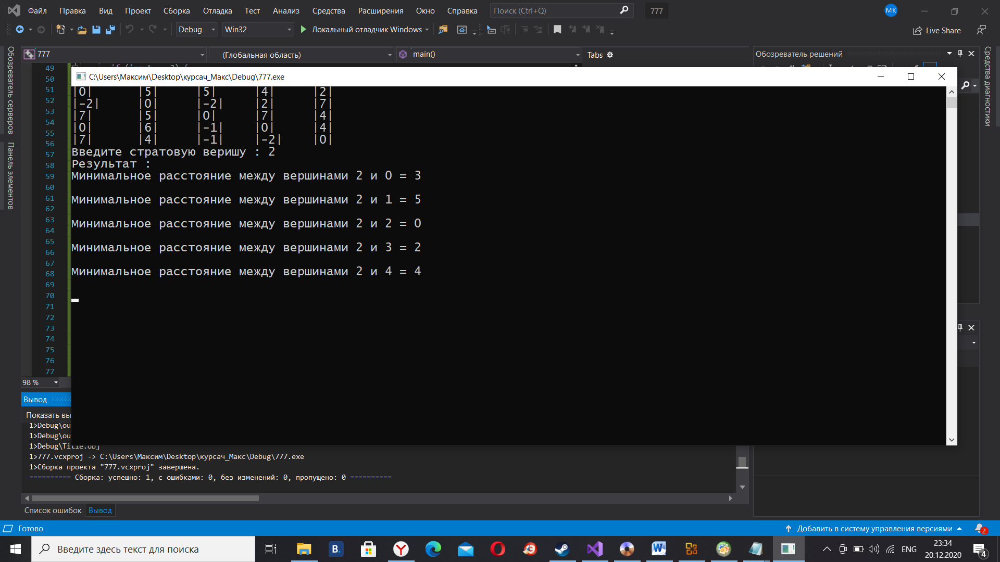 Файл Правка Вид Проект Сборка Отладка Тест Анализ Средства Расширения Окно Справка Поиск (Ctrl+Q) 777 МК
Debug Win32 Локальный отладчик Windows Live Share
777 (Глобальная область) main() Tabs Обозреватель решений
Обозреватель серверов
Панель элементов
Средства диагностики
49
50
51
52
53
54
55
56
57
58
59
60
61
62
63
64
65
66
67
68
69
70
71
72
73
74
75
76
77
98 %
C:\Users\Максим\Desktop\курсач_Макс\Debug\777.exe
|0| |5| |5| |4| |2|
|-2| |0| |-2| |2| |7|
|7| |5| |0| |7| |4|
|0| |6| |-1| |0| |4|
|7| |4| |-1| |-2| |0|
Введите стратовую веришу : 2
Результат :
Минимальное расстояние между вершинами 2 и 0 = 3
Минимальное расстояние между вершинами 2 и 1 = 5
Минимальное расстояние между вершинами 2 и 2 = 0
Минимальное расстояние между вершинами 2 и 3 = 2
Минимальное расстояние между вершинами 2 и 4 = 4
Вывод
Показать вы
1>Debug\ou
1>Debug\ou
1>Debug\Title.obj
1>777.vcxproj -> C:\Users\Максим\Desktop\курсач_Макс\Debug\777.exe
1>Сборка проекта "777.vcxproj" завершена.
========== Сборка: успешно: 1, с ошибками: 0, без изменений: 0, пропущено: 0 ==========
Список ошибок Вывод
Готово Добавить в систему управления версиями 2
Введите здесь текст для поиска B. ENG 23:34
20.12.2020 4